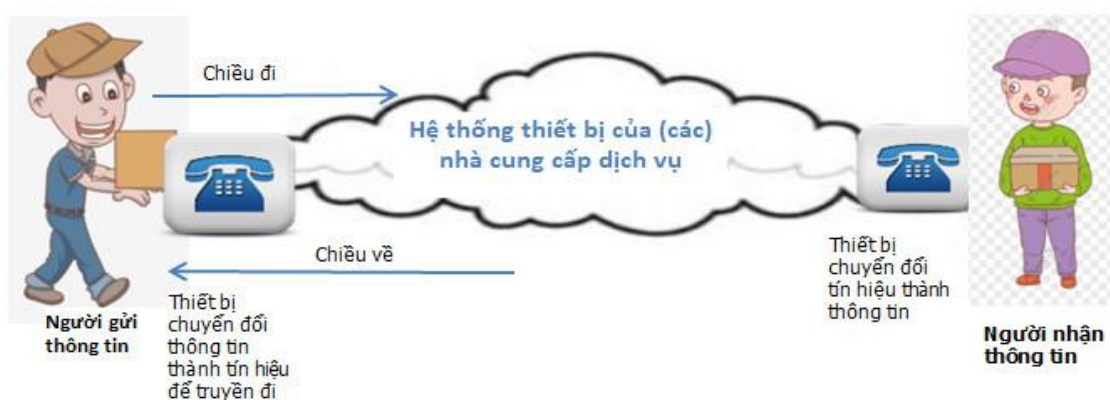 Chiều đi
Hệ thống thiết bị của (các)
nhà cung cấp dịch vụ
Chiều về
Người gửi
thông tin
Thiết bị
chuyển đổi
thông tin
thành tín hiệu
để truyền đi
Thiết bị
chuyển đổi
tín hiệu thành
thông tin
Người nhận
thông tin